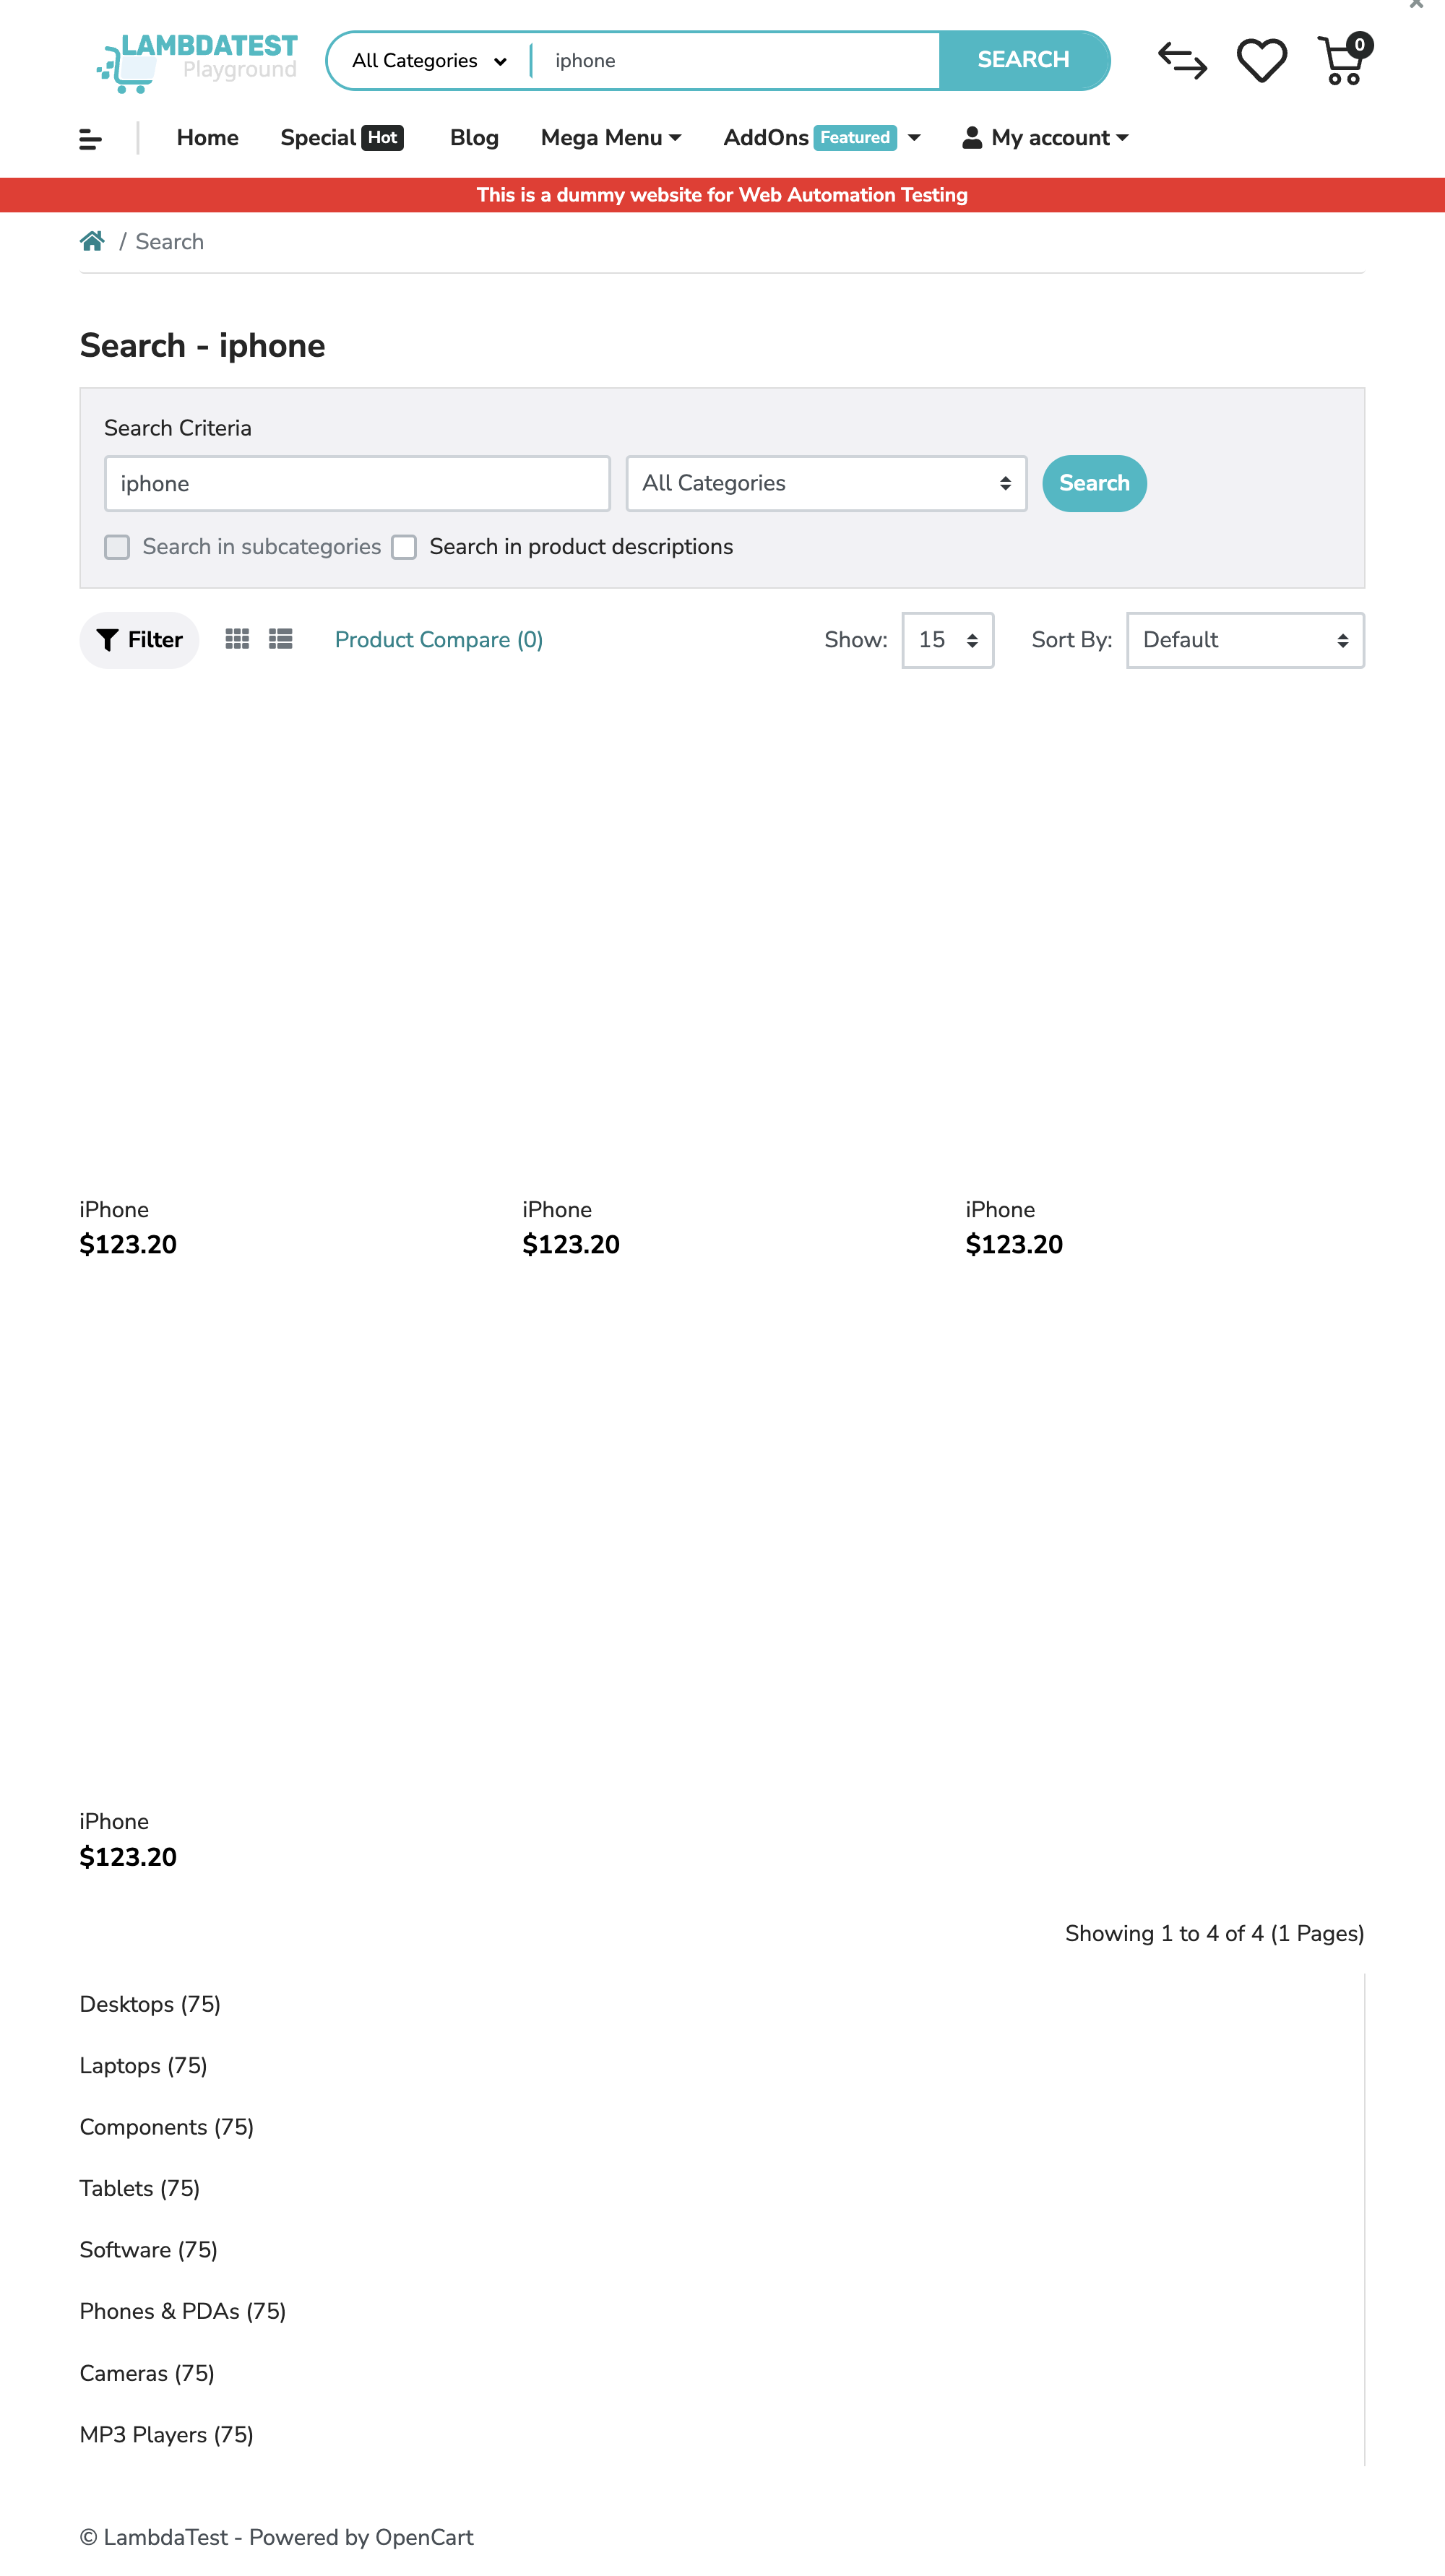 LAMBDATEST
Playground
All Categories iphone SEARCH 0
Home Special Hot Blog Mega Menu AddOns Featured My account
This is a dummy website for Web Automation Testing
/ Search
Search - iphone
Search Criteria
iphone All Categories Search
Search in subcategories Search in product descriptions
Filter Product Compare (0) Show: 15 Sort By: Default
iPhone iPhone iPhone
$123.20 $123.20 $123.20
iPhone
$123.20
Showing 1 to 4 of 4 (1 Pages)
Desktops (75)
Laptops (75)
Components (75)
Tablets (75)
Software (75)
Phones & PDAs (75)
Cameras (75)
MP3 Players (75)
© LambdaTest - Powered by OpenCart